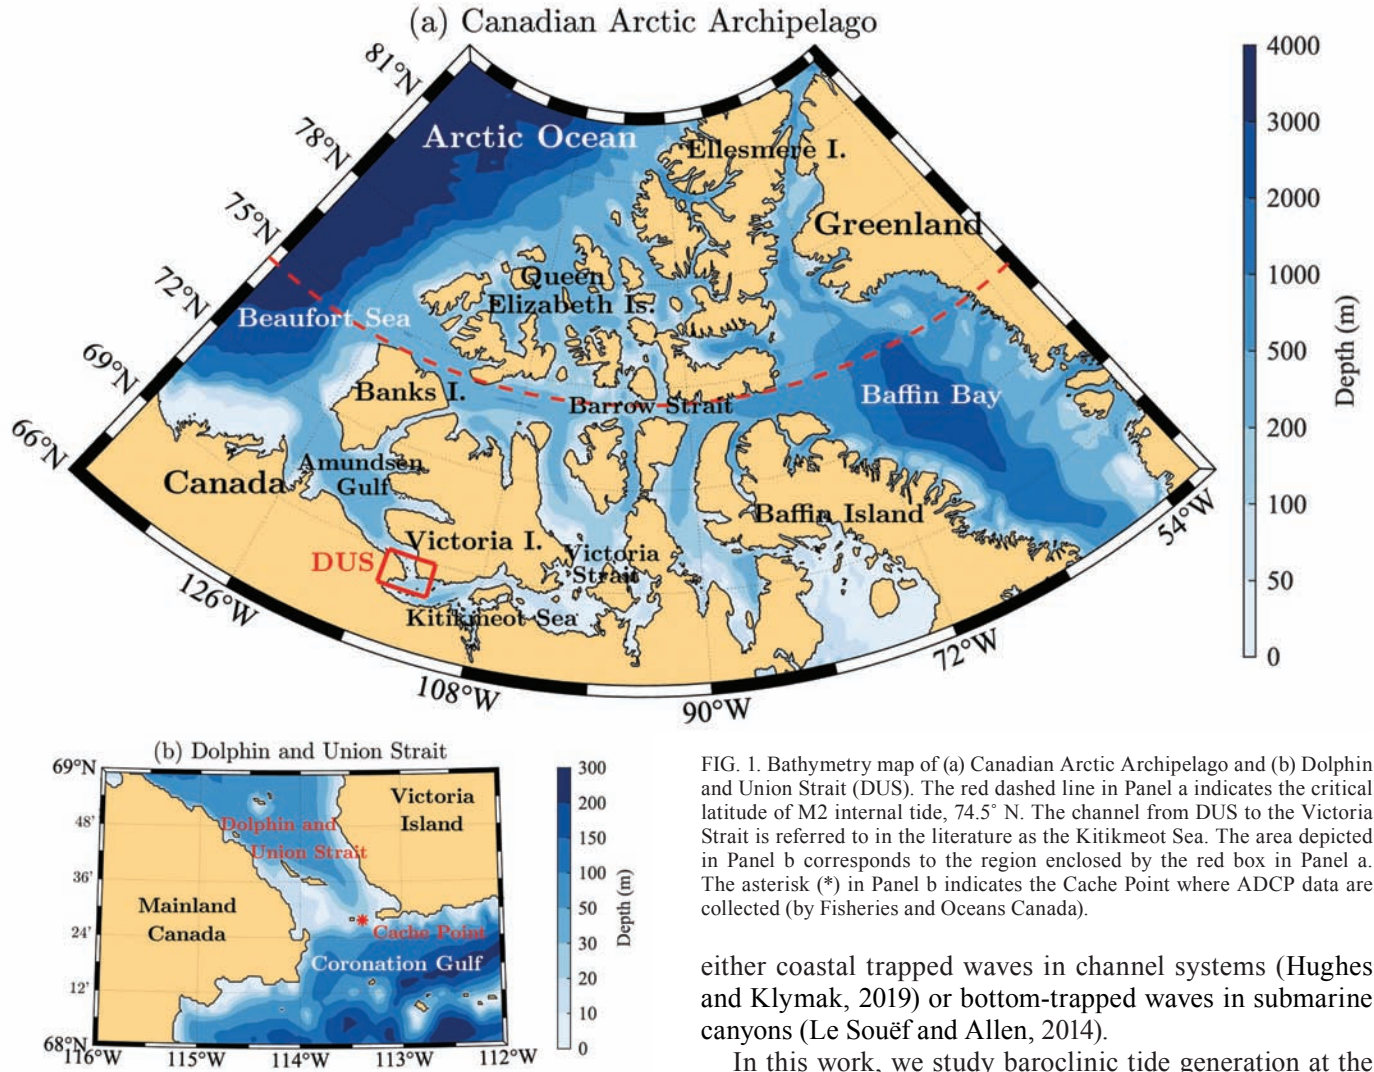 (a) Canadian Arctic Archipelago
81°N
78°N
75°N
72°N
69°N
66°N
126°W
108°W
90°W
72°W
54°W
Arctic Ocean
Ellesmere I.
Greenland
Queen
Elizabeth Is.
Beaufort Sea
Banks I.
Barrow Strait
Baffin Bay
Amundsen
Gulf
Canada
Baffin Island
Victoria I.
Victoria
Strait
DUS
Kitikmeot Sea
4000
3000
2000
1000
500
200
100
50
0
Depth (m)
(b) Dolphin and Union Strait
69°N
48'
36'
24'
12'
68°N
116°W
115°W
114°W
113°W
112°W
Victoria
Island
Dolphin and
Union Strait
Mainland
Canada
Cache Point
Coronation Gulf
300
200
150
100
50
30
20
10
0
Depth (m)
FIG. 1. Bathymetry map of (a) Canadian Arctic Archipelago and (b) Dolphin
and Union Strait (DUS). The red dashed line in Panel a indicates the critical
latitude of M2 internal tide, 74.5° N. The channel from DUS to the Victoria
Strait is referred to in the literature as the Kitikmeot Sea. The area depicted
in Panel b corresponds to the region enclosed by the red box in Panel a.
The asterisk (*) in Panel b indicates the Cache Point where ADCP data are
collected (by Fisheries and Oceans Canada).
either coastal trapped waves in channel systems (Hughes
and Klymak, 2019) or bottom-trapped waves in submarine
canyons (Le Souëf and Allen, 2014).
In this work, we study baroclinic tide generation at the